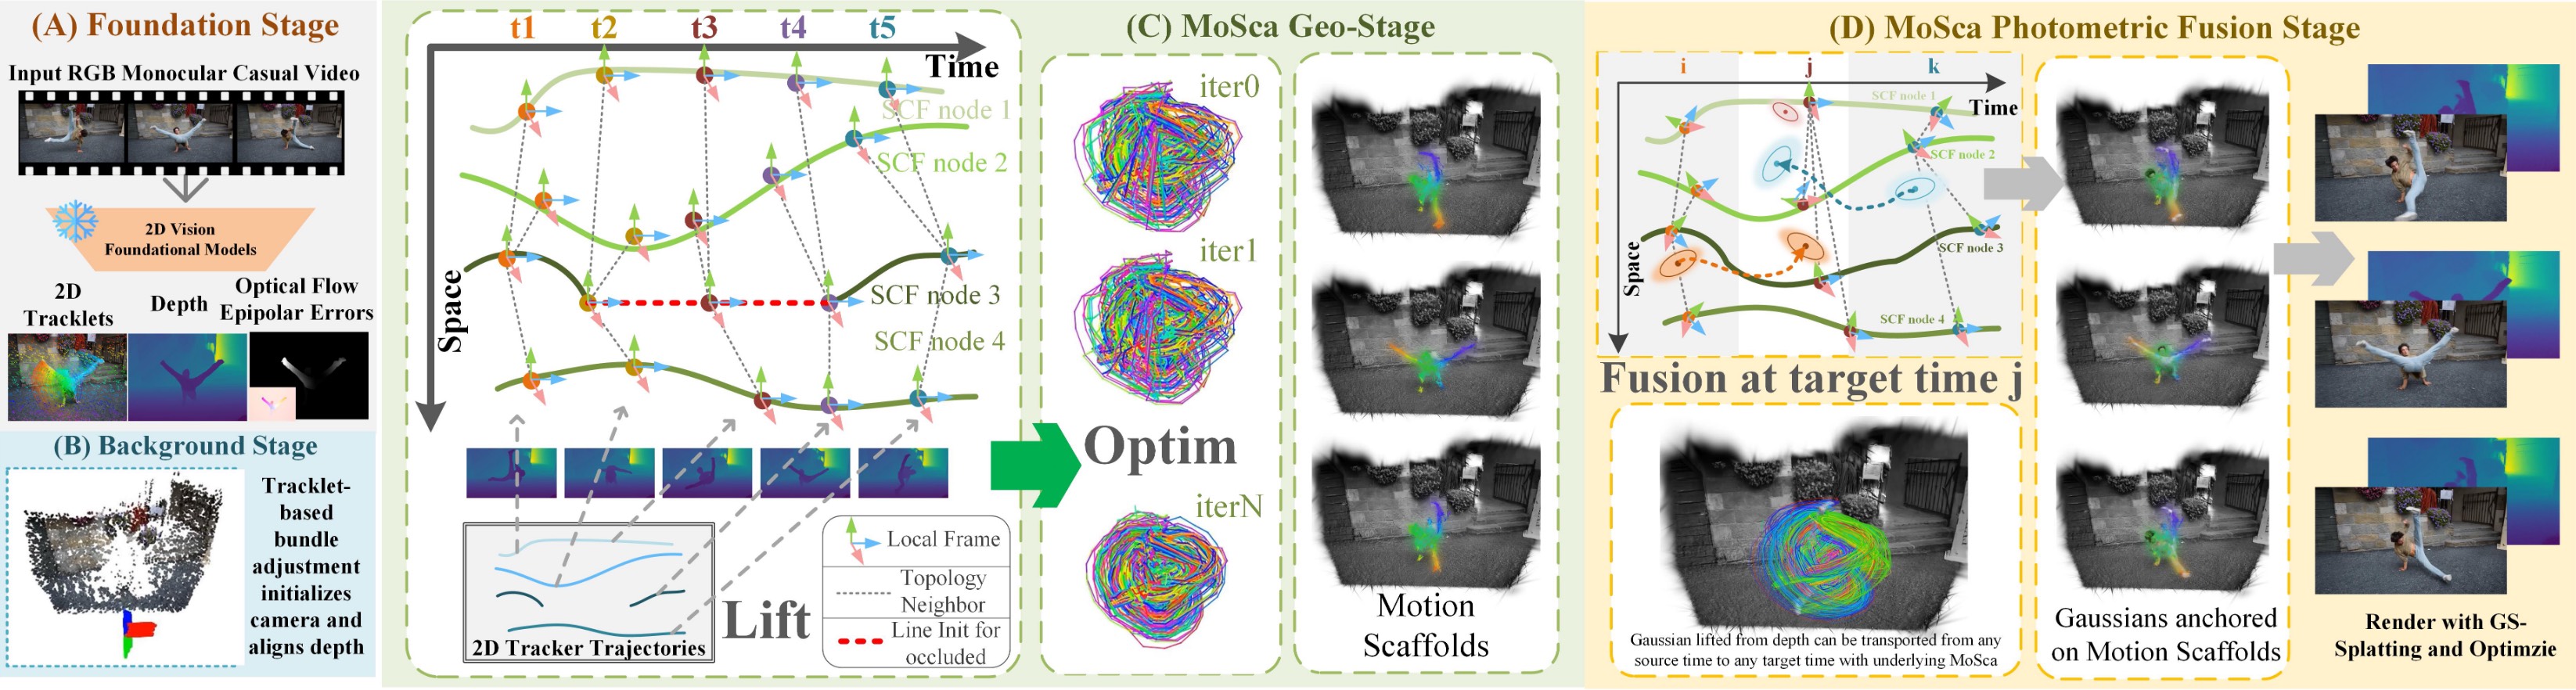 (A) Foundation Stage
Input RGB Monocular Casual Video
2D Vision
Foundational Models
2D
Tracklets
Depth
Optical Flow
Epipolar Errors
(B) Background Stage
Tracklet-
based
bundle
adjustment
initializes
camera and
aligns depth
t1
t2
t3
t4
t5
Time
Space
SCF node 1
SCF node 2
SCF node 3
SCF node 4
2D Tracker Trajectories
Lift
Local Frame
Topology
Neighbor
Line Init for
occluded
(C) MoSca Geo-Stage
iter0
iter1
Optim
iterN
Motion
Scaffolds
(D) MoSca Photometric Fusion Stage
i
j
k
Time
Space
SCF node 1
SCF node 2
SCF node 3
SCF node 4
Fusion at target time j
Gaussian lifted from depth can be transported from any
source time to any target time with underlying MoSca
Gaussians anchored
on Motion Scaffolds
Render with GS-
Splatting and Optimzie